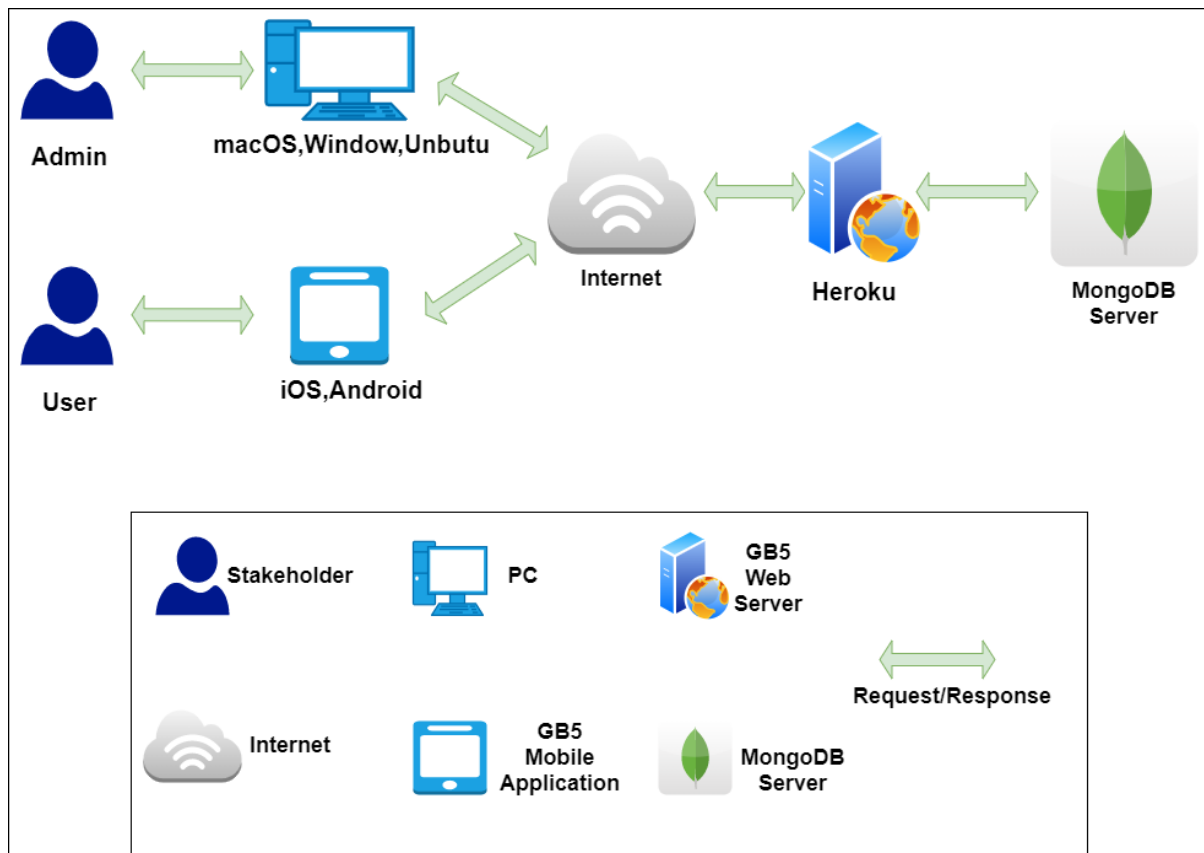 Admin
macOS,Window,Unbutu
Internet
Heroku
MongoDB
Server
User
iOS,Android
Stakeholder
PC
GB5
Web
Server
Request/Response
Internet
GB5
Mobile
Application
MongoDB
Server